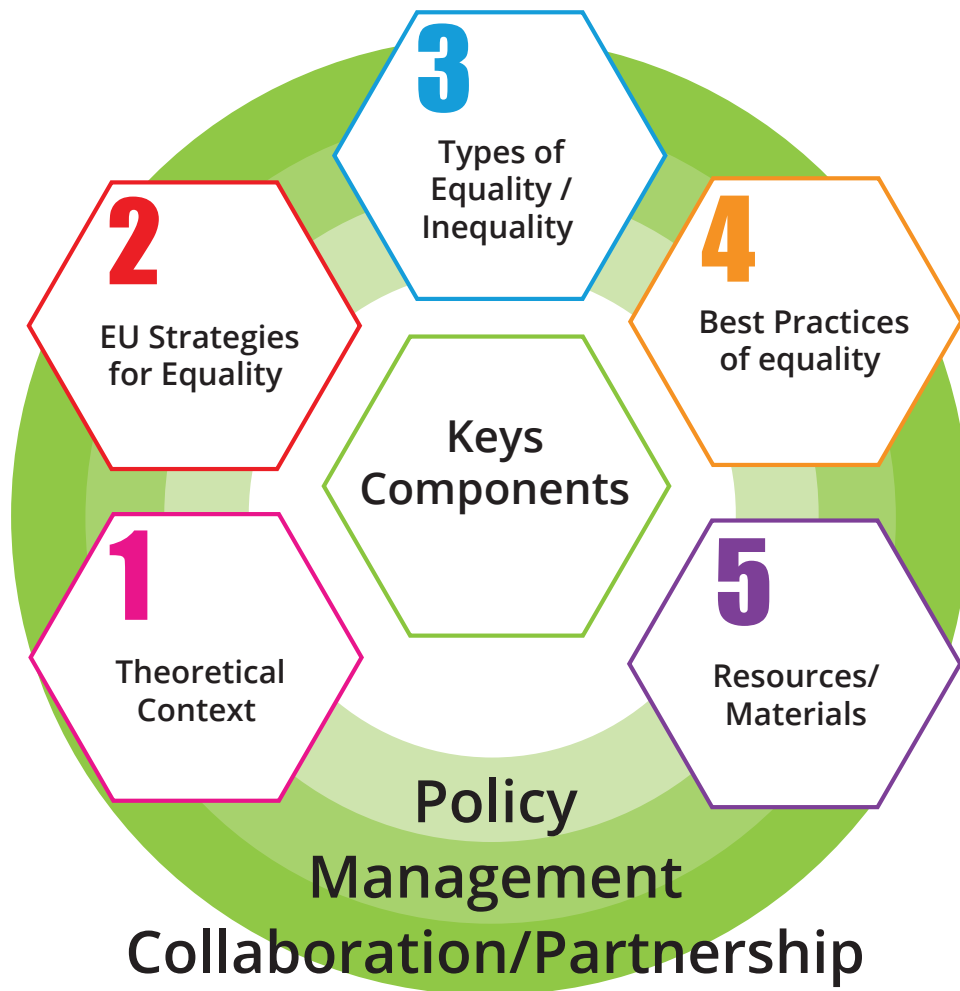 3
Types of
Equality /
Inequality
2
EU Strategies
for Equality
4
Best Practices
of equality
Keys
Components
1
Theoretical
Context
5
Resources/
Materials
Policy
Management
Collaboration/Partnership